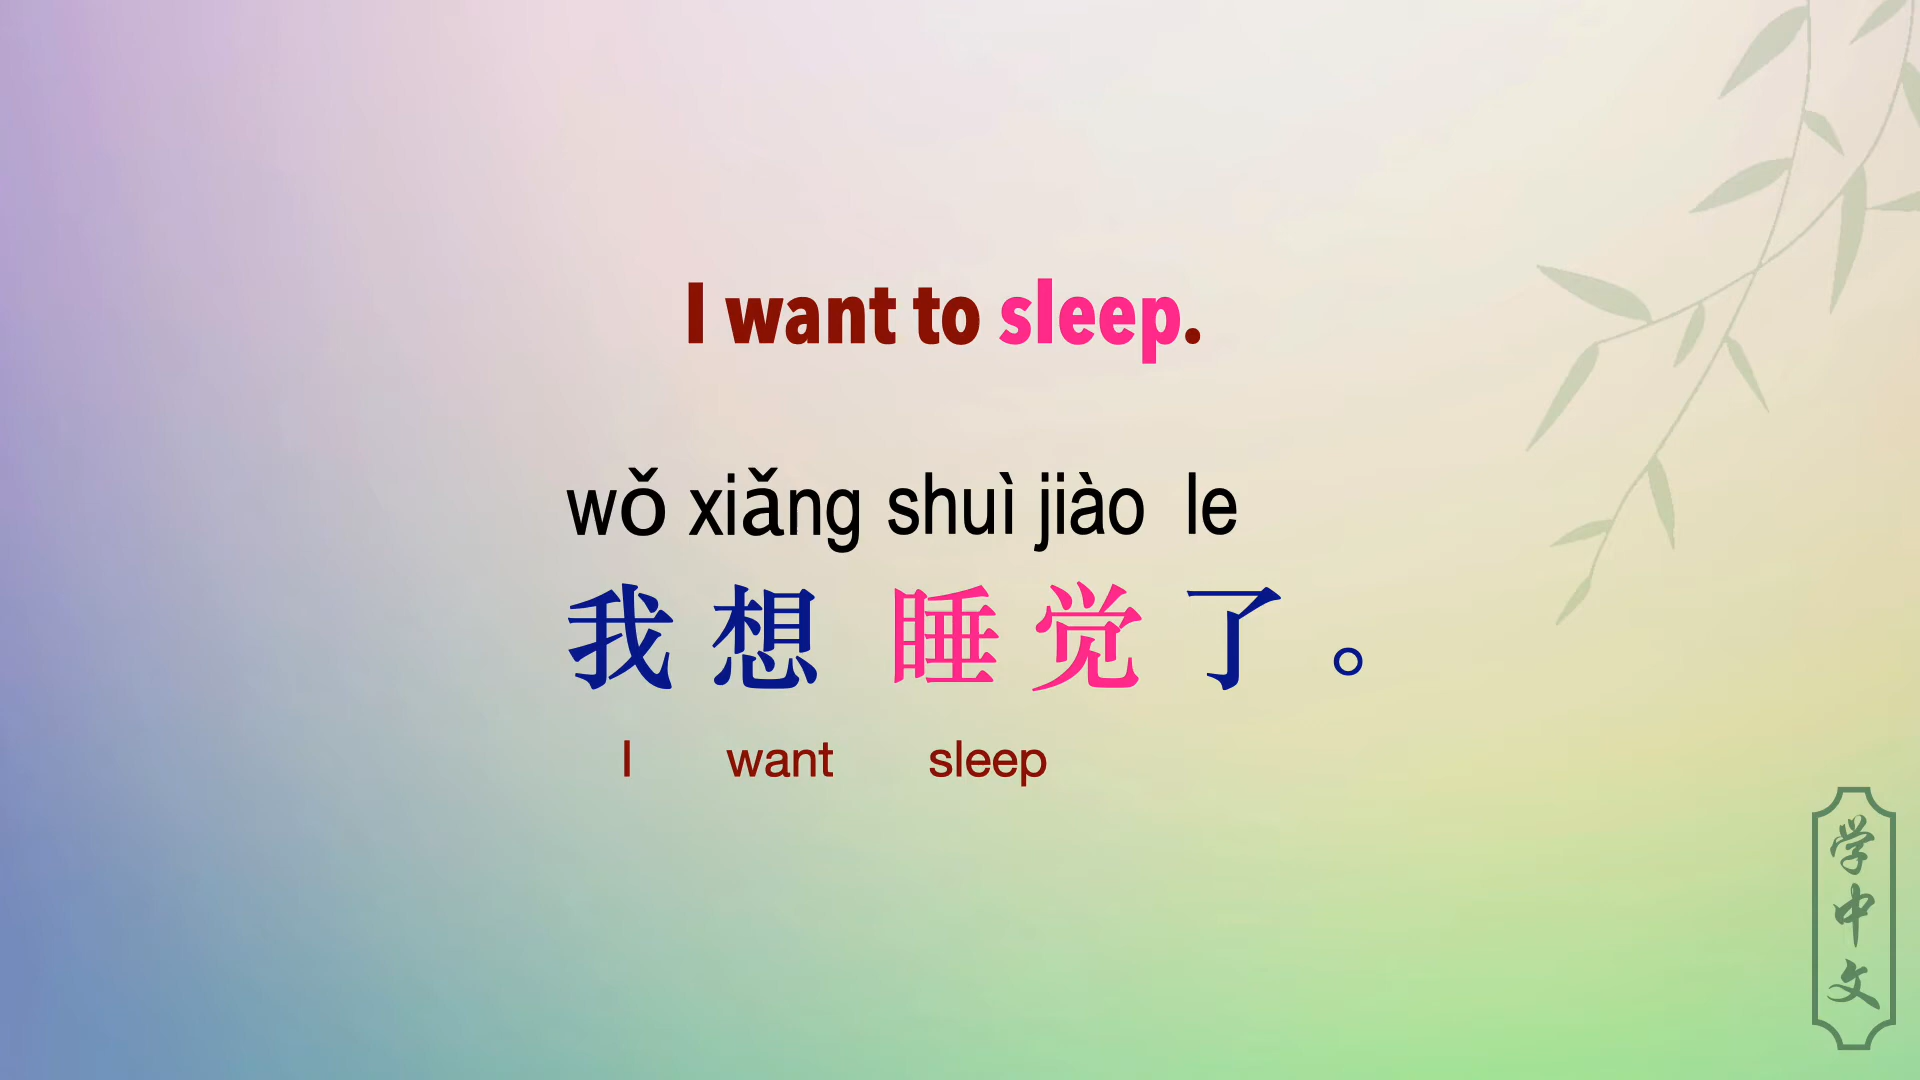 I want to sleep.
wǒ xiǎng shuì jiào le
我想睡觉了。
I want sleep
学中文